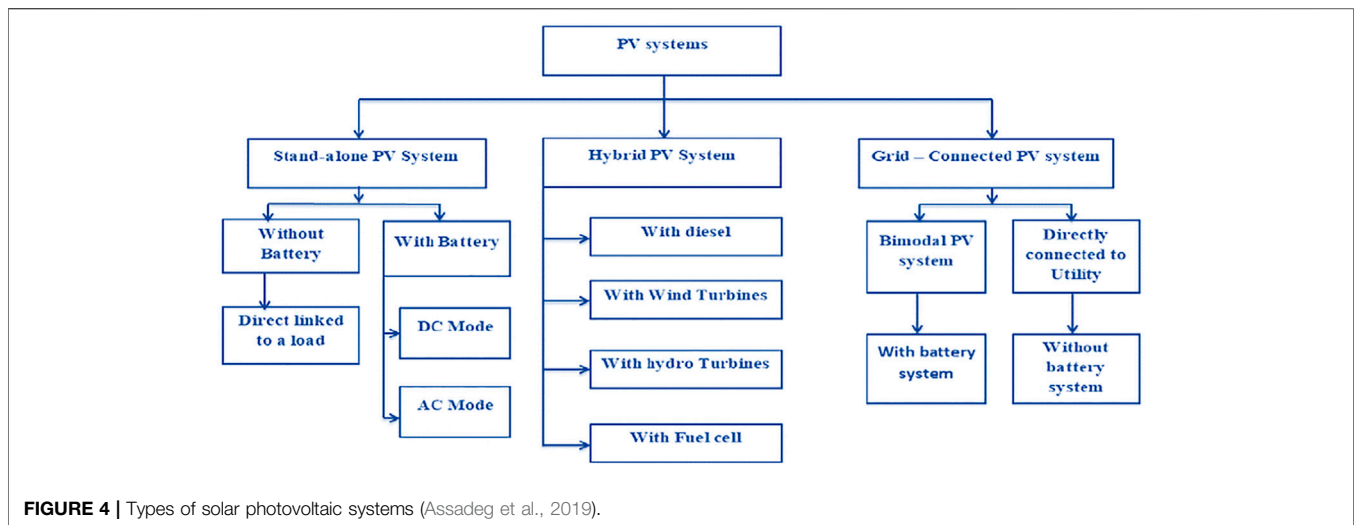 PV systems
Stand-alone PV System
Hybrid PV System
Grid – Connected PV system
Without
Battery
With Battery
Direct linked
to a load
DC Mode
AC Mode
With diesel
With Wind Turbines
With hydro Turbines
With Fuel cell
Bimodal PV
system
Directly
connected to
Utility
With battery
system
Without
battery
system
FIGURE 4 | Types of solar photovoltaic systems (Assadeg et al., 2019).